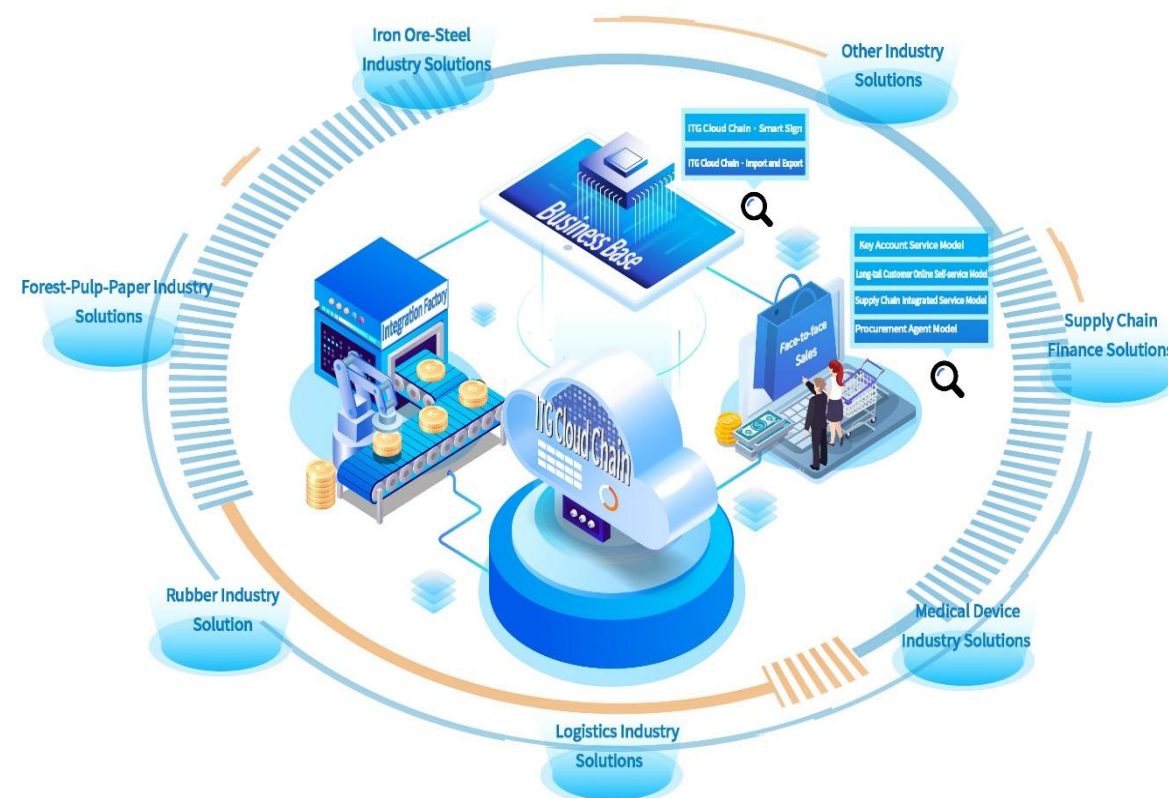 Iron Ore-Steel
Industry Solutions
Other Industry
Solutions
ITG Cloud Chain · Smart Sign
ITG Cloud Chain · Import and Export
Business Base
Key Account Service Model
Long-tail Customer Online Self-service Model
Supply Chain Integrated Service Model
Procurement Agent Model
Forest-Pulp-Paper Industry
Solutions
Integration Factory
Face-to-face
Sales
Supply Chain
Finance Solutions
ITG Cloud Chain
Rubber Industry
Solution
Medical Device
Industry Solutions
Logistics Industry
Solutions